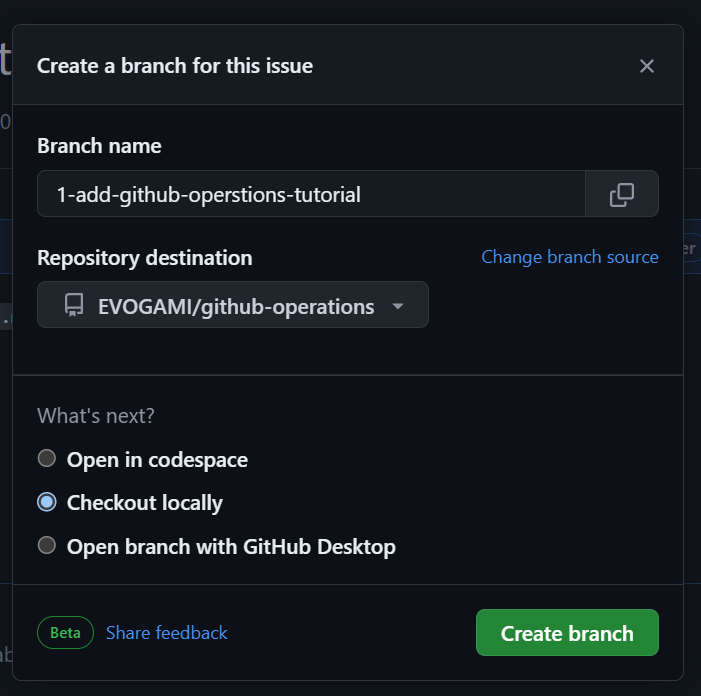 Create a branch for this issue
Branch name
1-add-github-operstions-tutorial
Repository destination
Change branch source
EVOGAMI/github-operations
What's next?
Open in codespace
Checkout locally
Open branch with GitHub Desktop
Beta
Share feedback
Create branch